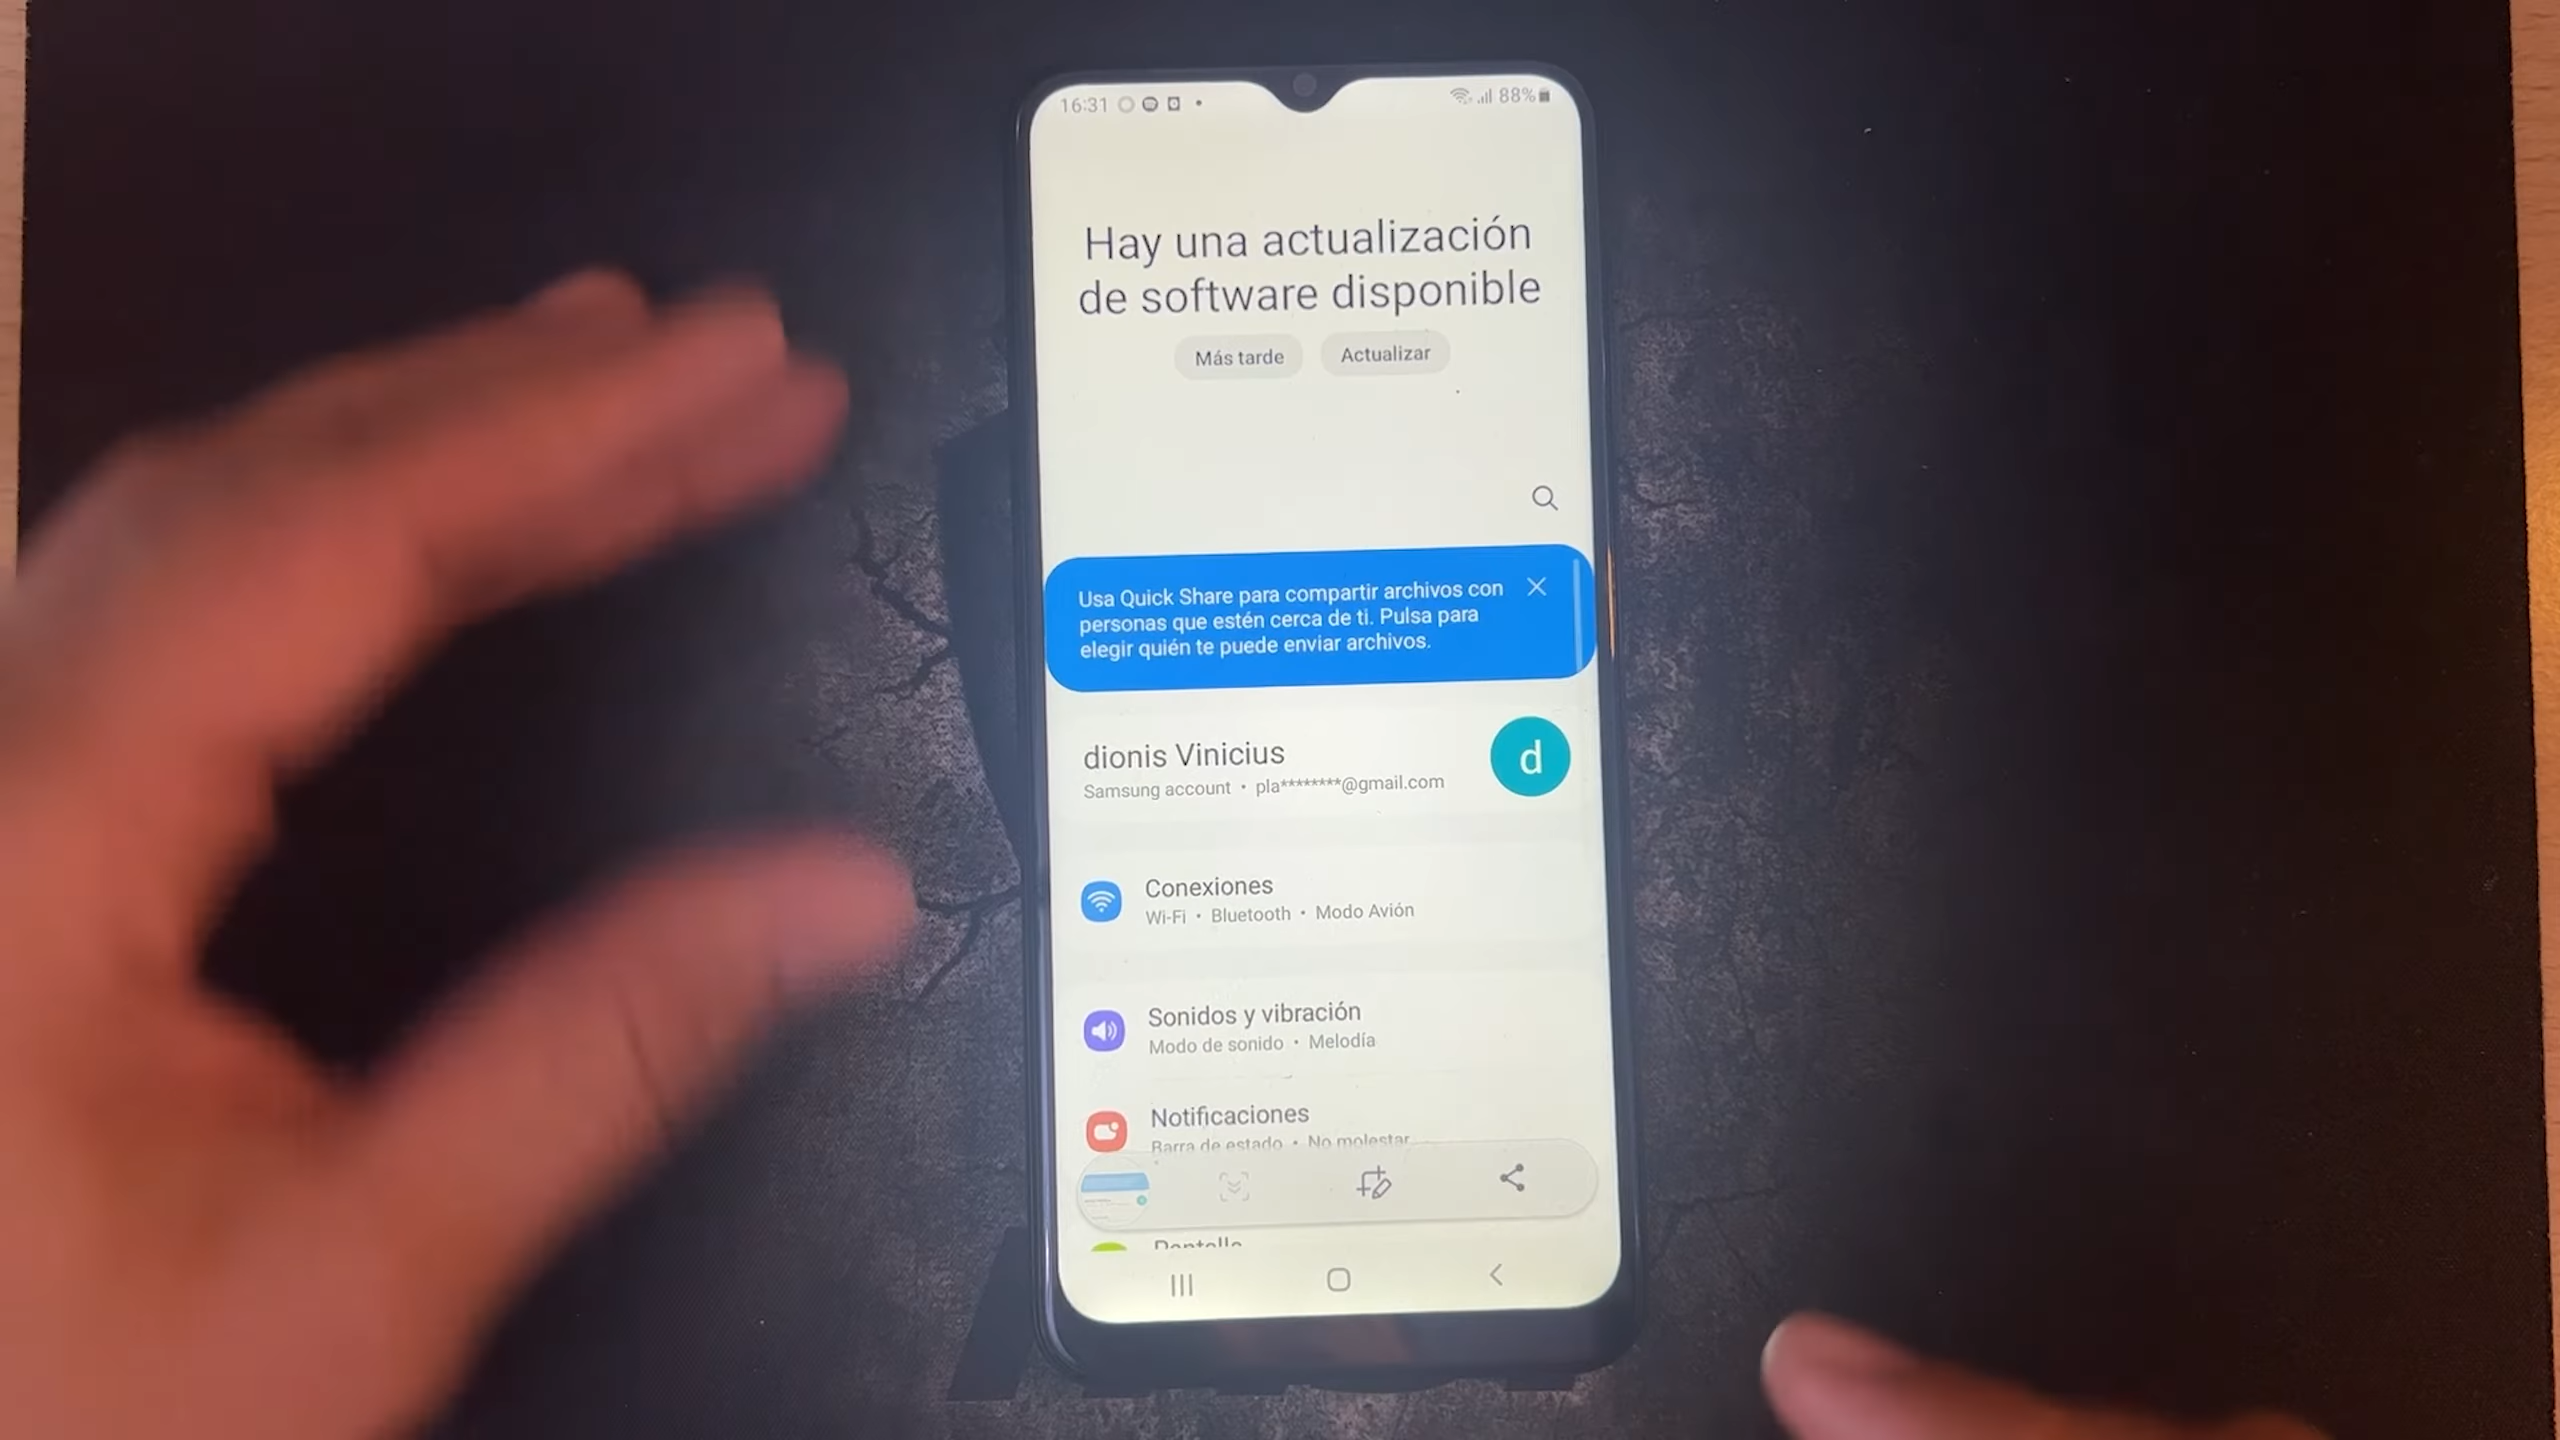 16:31
88%
Hay una actualización
de software disponible
Más tarde
Actualizar
Usa Quick Share para compartir archivos con
personas que estén cerca de ti. Pulsa para
elegir quién te puede enviar archivos.
dionis Vinicius
Samsung account • pla********@gmail.com
d
Conexiones
Wi-Fi • Bluetooth • Modo Avión
Sonidos y vibración
Modo de sonido • Melodía
Notificaciones
Barra de estado • No molestar
Pantalla